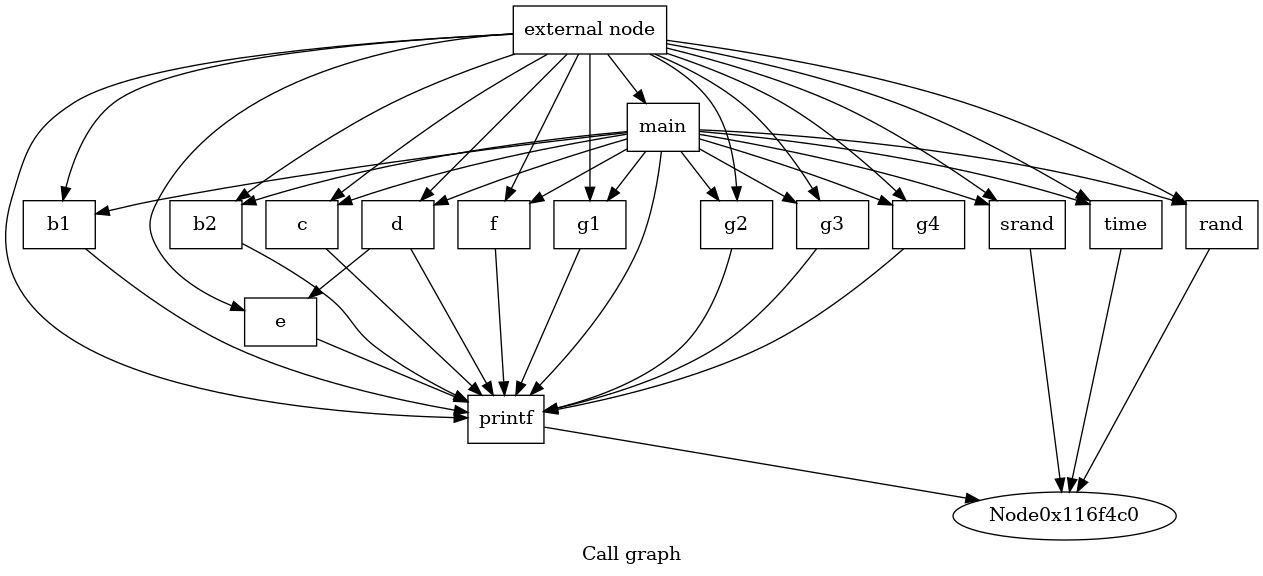 external node
main
b1
b2
c
d
f
g1
g2
g3
g4
srand
time
rand
e
printf
Node0x116f4c0
Call graph